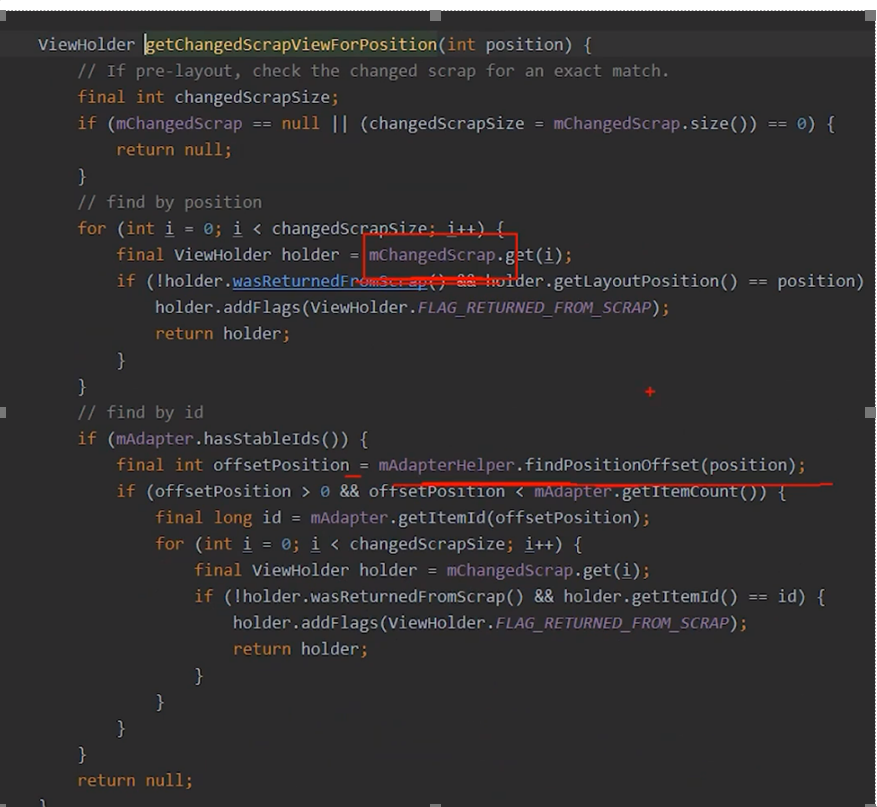 ViewHolder getChangedScrapViewForPosition(int position) {
// If pre-layout, check the changed scrap for an exact match.
final int changedScrapSize;
if (mChangedScrap == null || (changedScrapSize = mChangedScrap.size()) == 0) {
return null;
}
// find by position
for (int i = 0; i < changedScrapSize; i++) {
final ViewHolder holder = mChangedScrap.get(i);
if (!holder.wasReturnedFromScrap() && holder.getLayoutPosition() == position)
holder.addFlags(ViewHolder.FLAG_RETURNED_FROM_SCRAP);
return holder;
}
}
// find by id
if (mAdapter.hasStableIds()) {
final int offsetPosition = mAdapterHelper.findPositionOffset(position);
if (offsetPosition > 0 && offsetPosition < mAdapter.getItemCount()) {
final long id = mAdapter.getItemId(offsetPosition);
for (int i = 0; i < changedScrapSize; i++) {
final ViewHolder holder = mChangedScrap.get(i);
if (!holder.wasReturnedFromScrap() && holder.getItemId() == id) {
holder.addFlags(ViewHolder.FLAG_RETURNED_FROM_SCRAP);
return holder;
}
}
}
}
return null;
}